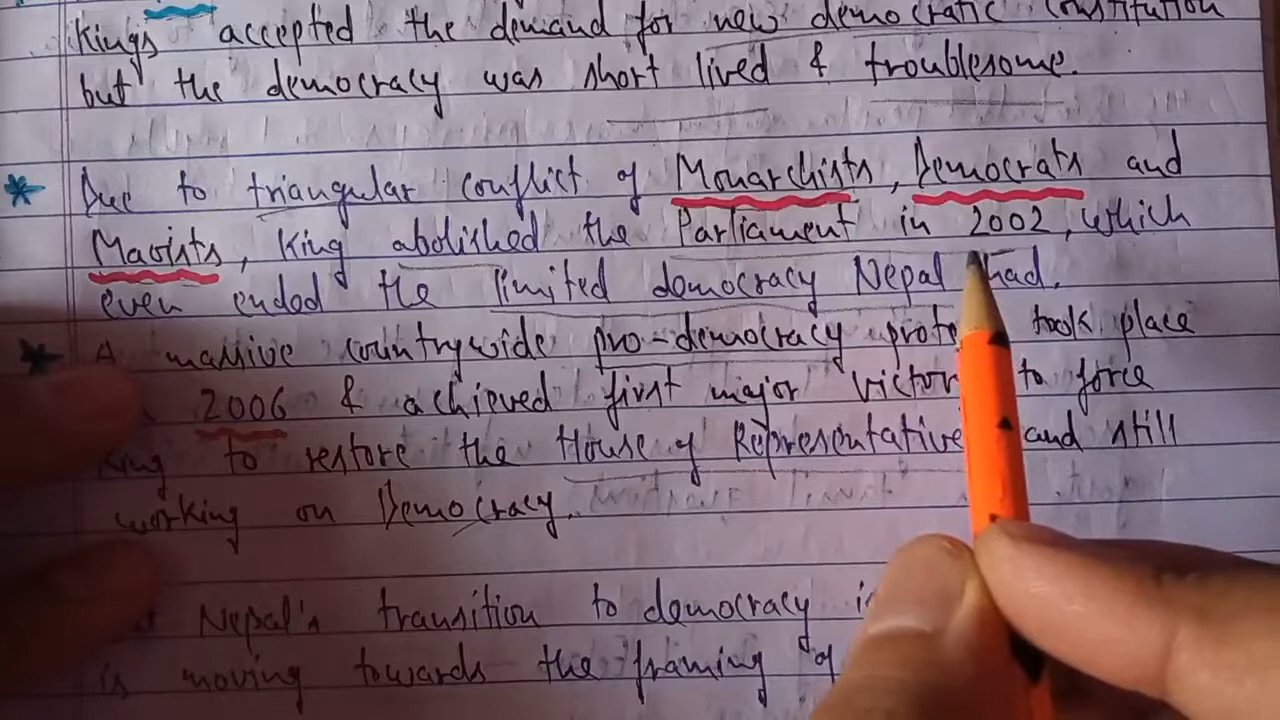 Kings accepted the demand for new democratic constitution
but the democracy was short lived & troublesome.
Due to triangular conflict of Monarchists, Democrats and
Maoists, King abolished the Parliament in 2002, which
even ended the limited democracy Nepal had.
A massive countrywide pro-democracy prote took place
2006 & achieved first major victor to force
King to restore the House of Representative and still
working on Democracy.
Nepal's transition to democracy i
is moving towards the framing of